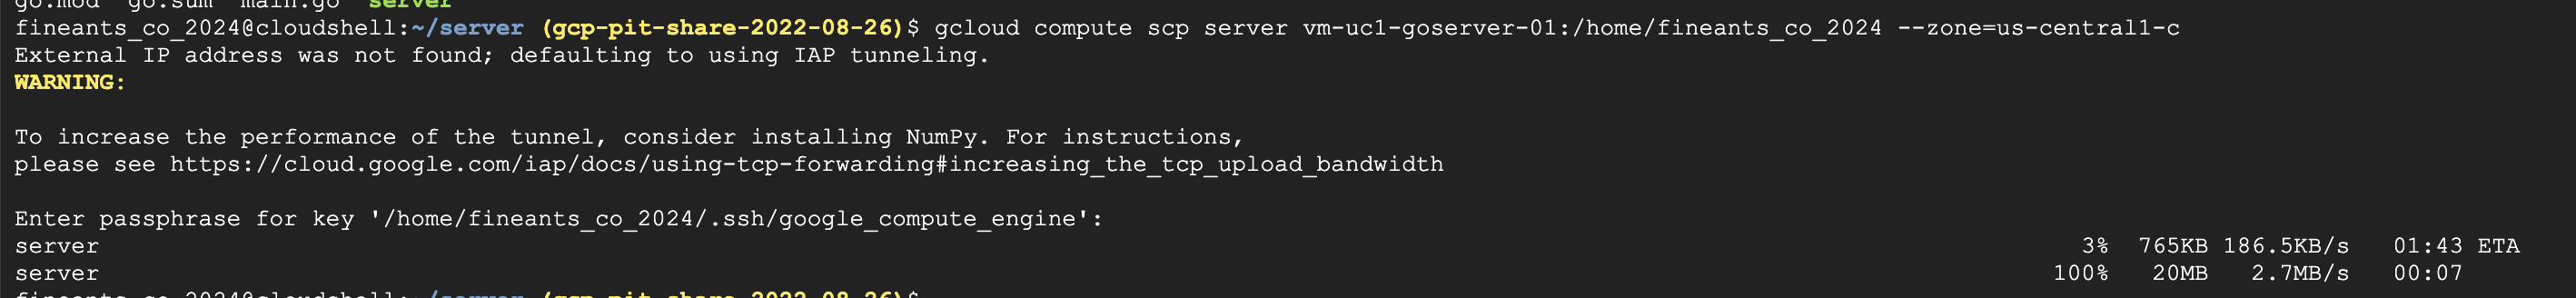 go.mod  go.sum  main.go  server
fineants_co_2024@cloudshell:~/server (gcp-pit-share-2022-08-26)$ gcloud compute scp server vm-uc1-goserver-01:/home/fineants_co_2024 --zone=us-central1-c
External IP address was not found; defaulting to using IAP tunneling.
WARNING:
To increase the performance of the tunnel, consider installing NumPy. For instructions,
please see https://cloud.google.com/iap/docs/using-tcp-forwarding#increasing_the_tcp_upload_bandwidth
Enter passphrase for key '/home/fineants_co_2024/.ssh/google_compute_engine':
server 3% 765KB 186.5KB/s 01:43 ETA
server 100% 20MB 2.7MB/s 00:07
fineants_co_2024@cloudshell:~/server (gcp-pit-share-2022-08-26)$